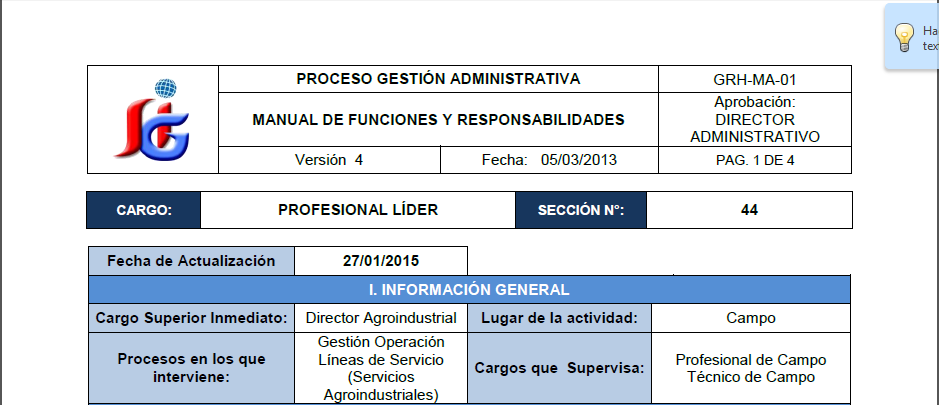 PROCESO GESTIÓN ADMINISTRATIVA
GRH-MA-01
MANUAL DE FUNCIONES Y RESPONSABILIDADES
Aprobación:
DIRECTOR
ADMINISTRATIVO
Versión 4
Fecha: 05/03/2013
PAG. 1 DE 4
CARGO:
PROFESIONAL LÍDER
SECCIÓN N°:
44
Fecha de Actualización
27/01/2015
I. INFORMACIÓN GENERAL
Cargo Superior Inmediato:
Director Agroindustrial
Lugar de la actividad:
Campo
Procesos en los que
interviene:
Gestión Operación
Líneas de Servicio
(Servicios
Agroindustriales)
Cargos que Supervisa:
Profesional de Campo
Técnico de Campo